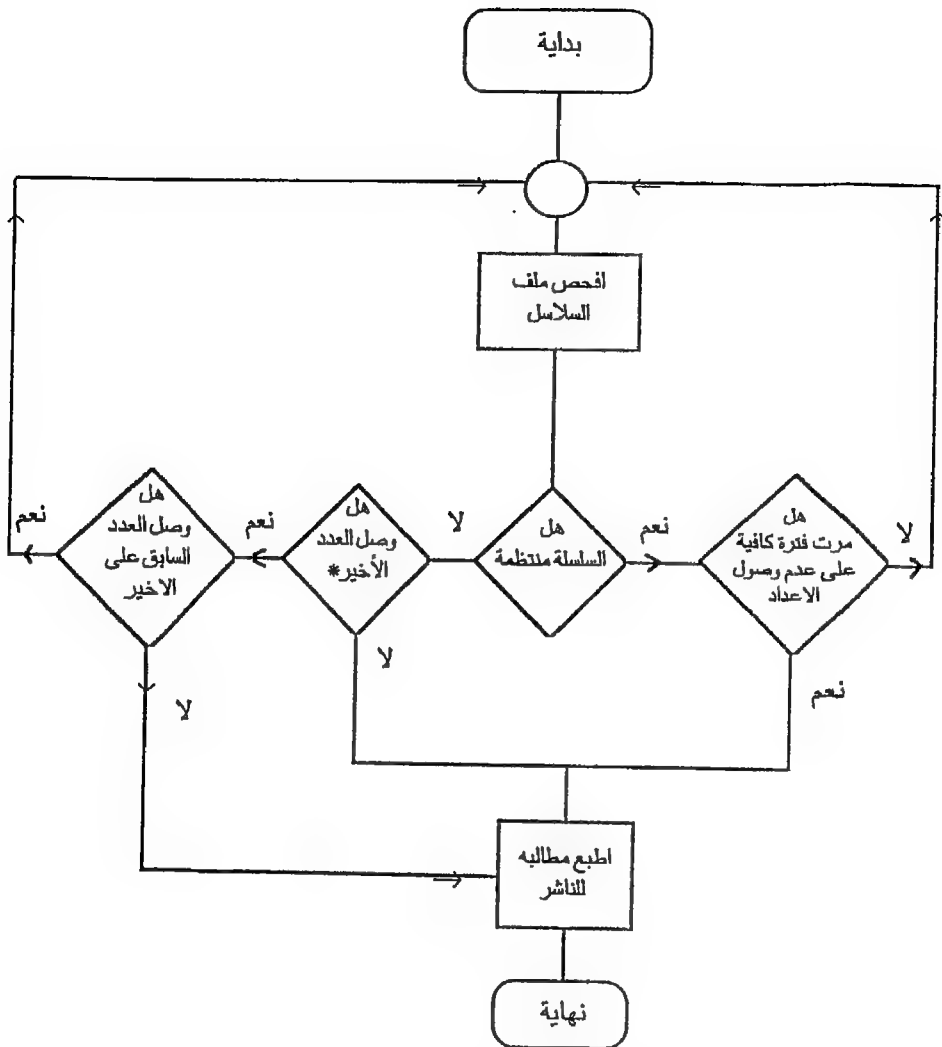 بداية
افحص ملف
السلاسل
هل
السلسلة منتظمة
نعم
هل
مرت فترة كافية
على عدم وصول
الاعداد
لا
نعم
لا
هل
وصل العدد
الأخير*
نعم
لا
هل
وصل العدد
السابق على
الاخير
نعم
لا
اطبع مطالبه
للناشر
نهاية